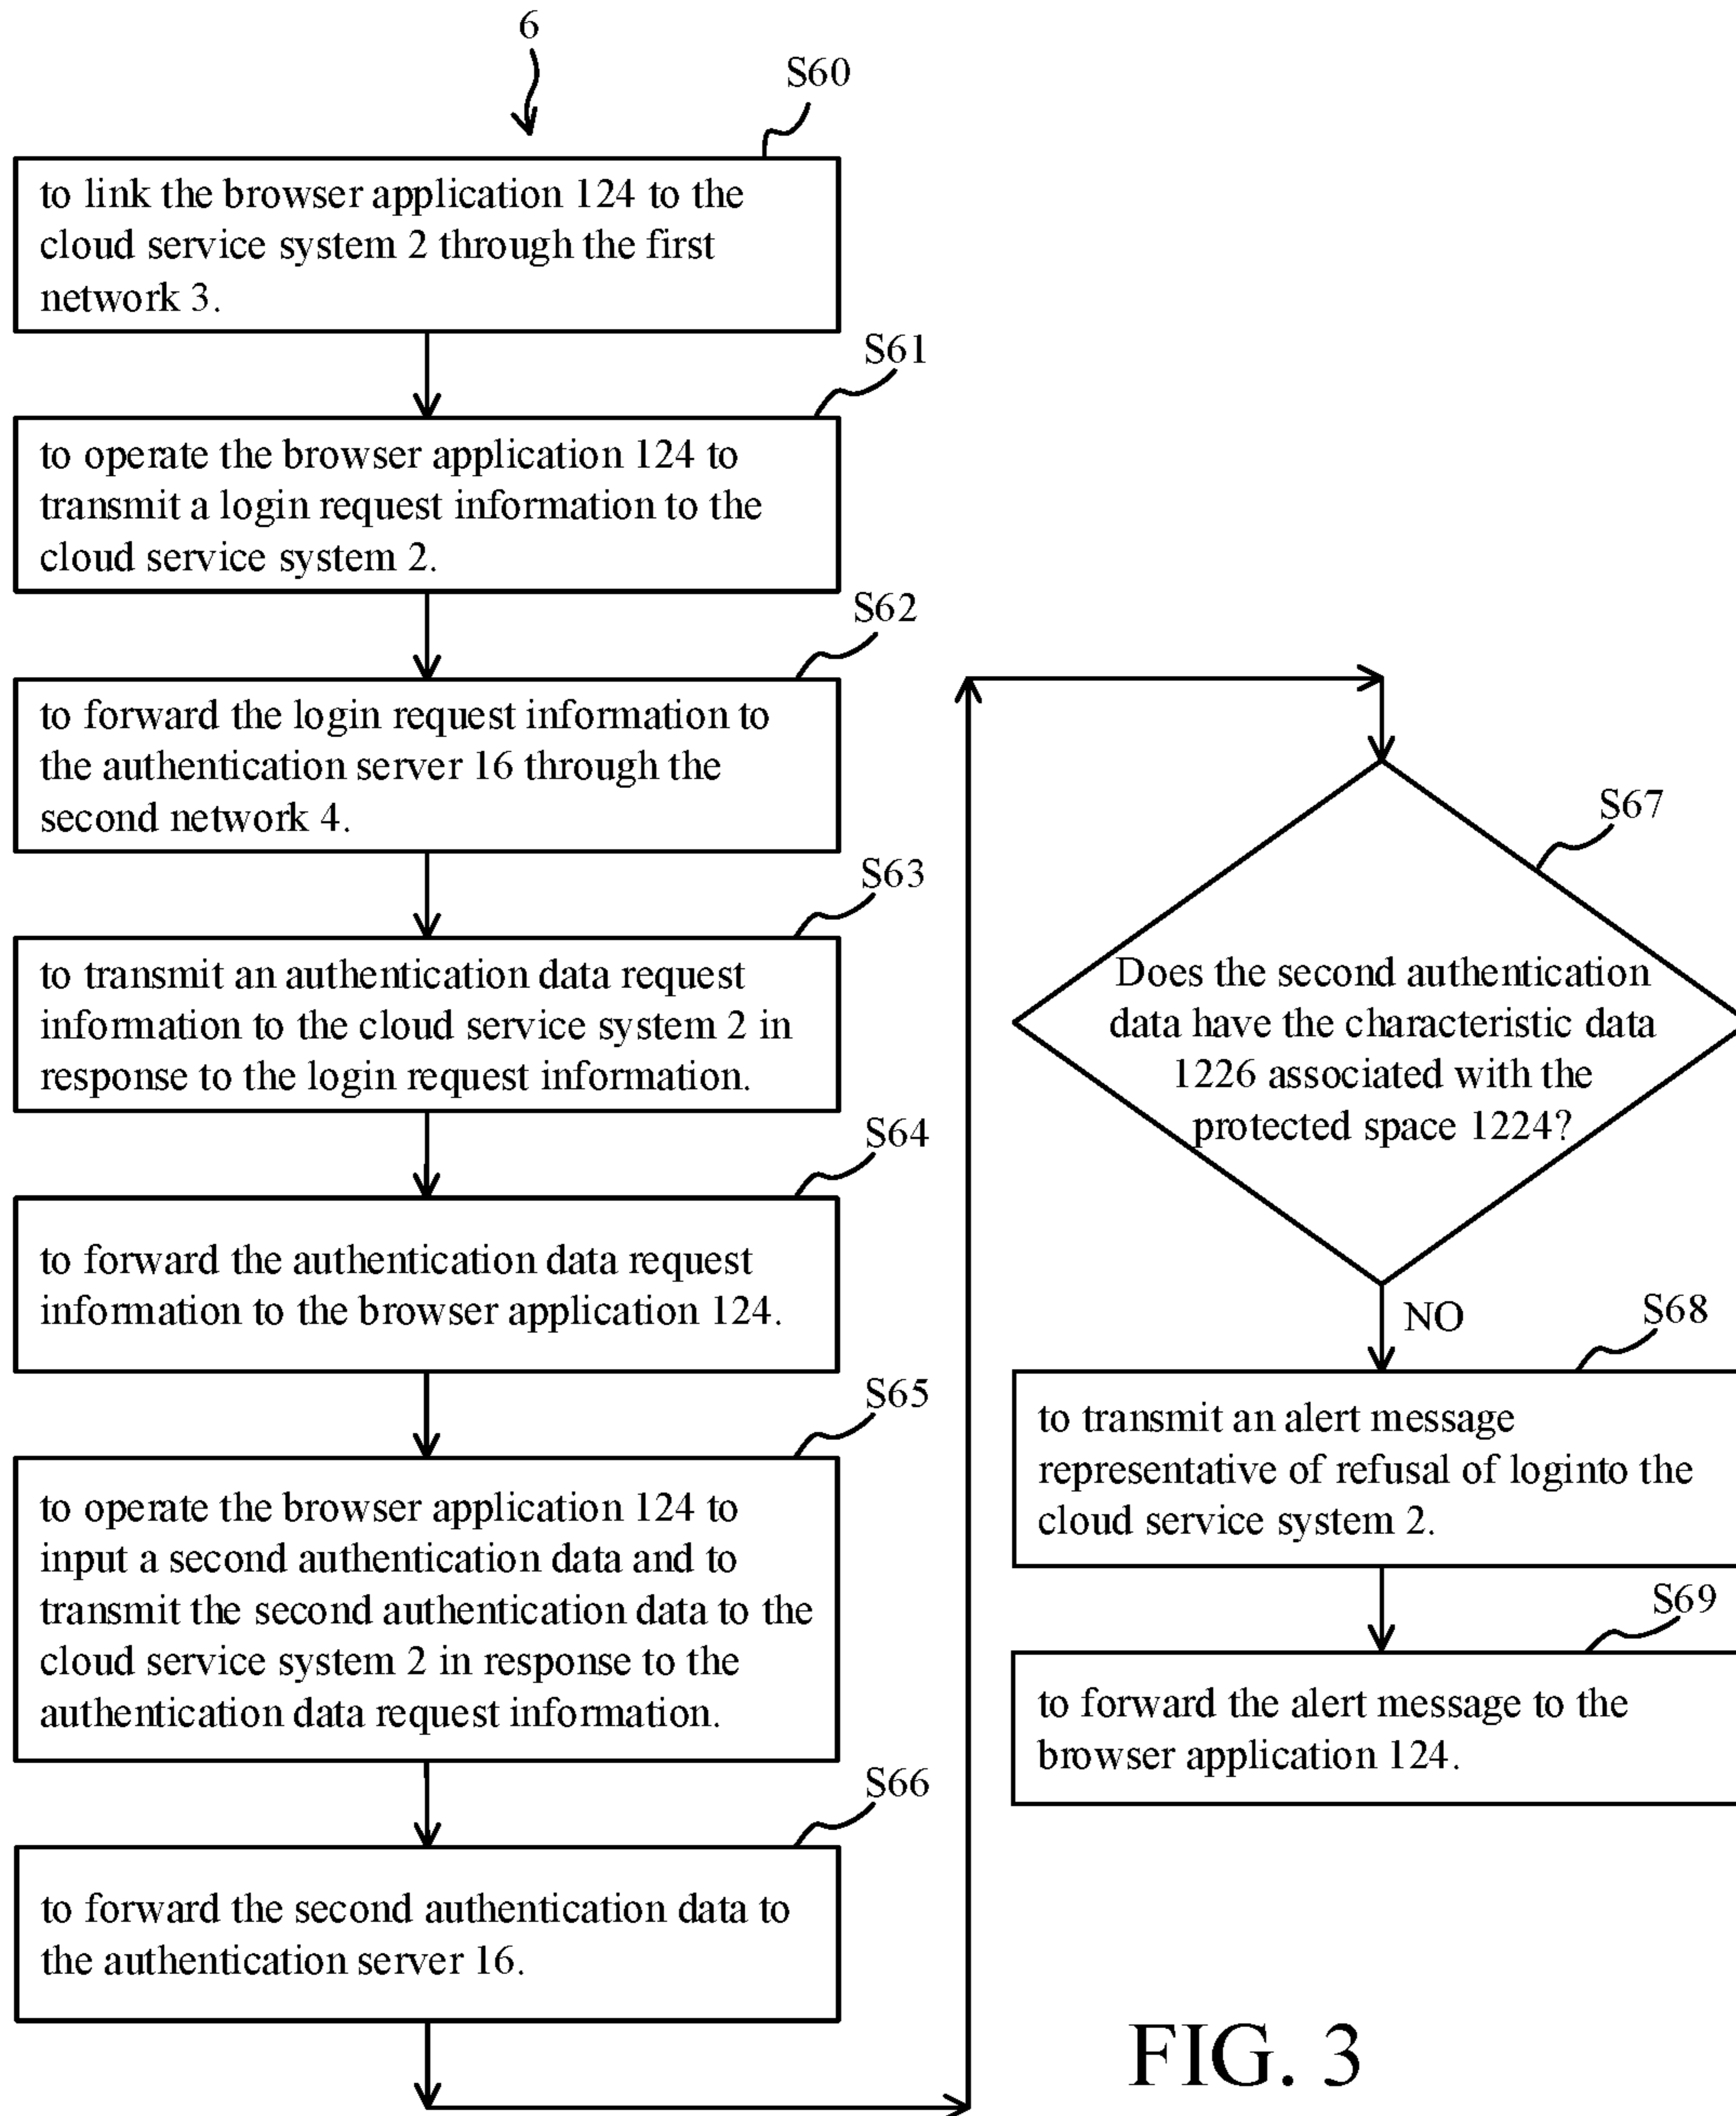 6
S60
to link the browser application 124 to the
cloud service system 2 through the first
network 3.
S61
to operate the browser application 124 to
transmit a login request information to the
cloud service system 2.
S62
to forward the login request information to
the authentication server 16 through the
second network 4.
S63
to transmit an authentication data request
information to the cloud service system 2 in
response to the login request information.
S64
to forward the authentication data request
information to the browser application 124.
S65
to operate the browser application 124 to
input a second authentication data and to
transmit the second authentication data to the
cloud service system 2 in response to the
authentication data request information.
S66
to forward the second authentication data to
the authentication server 16.
S67
Does the second authentication
data have the characteristic data
1226 associated with the
protected space 1224?
NO
S68
to transmit an alert message
representative of refusal of loginto the
cloud service system 2.
S69
to forward the alert message to the
browser application 124.
FIG. 3